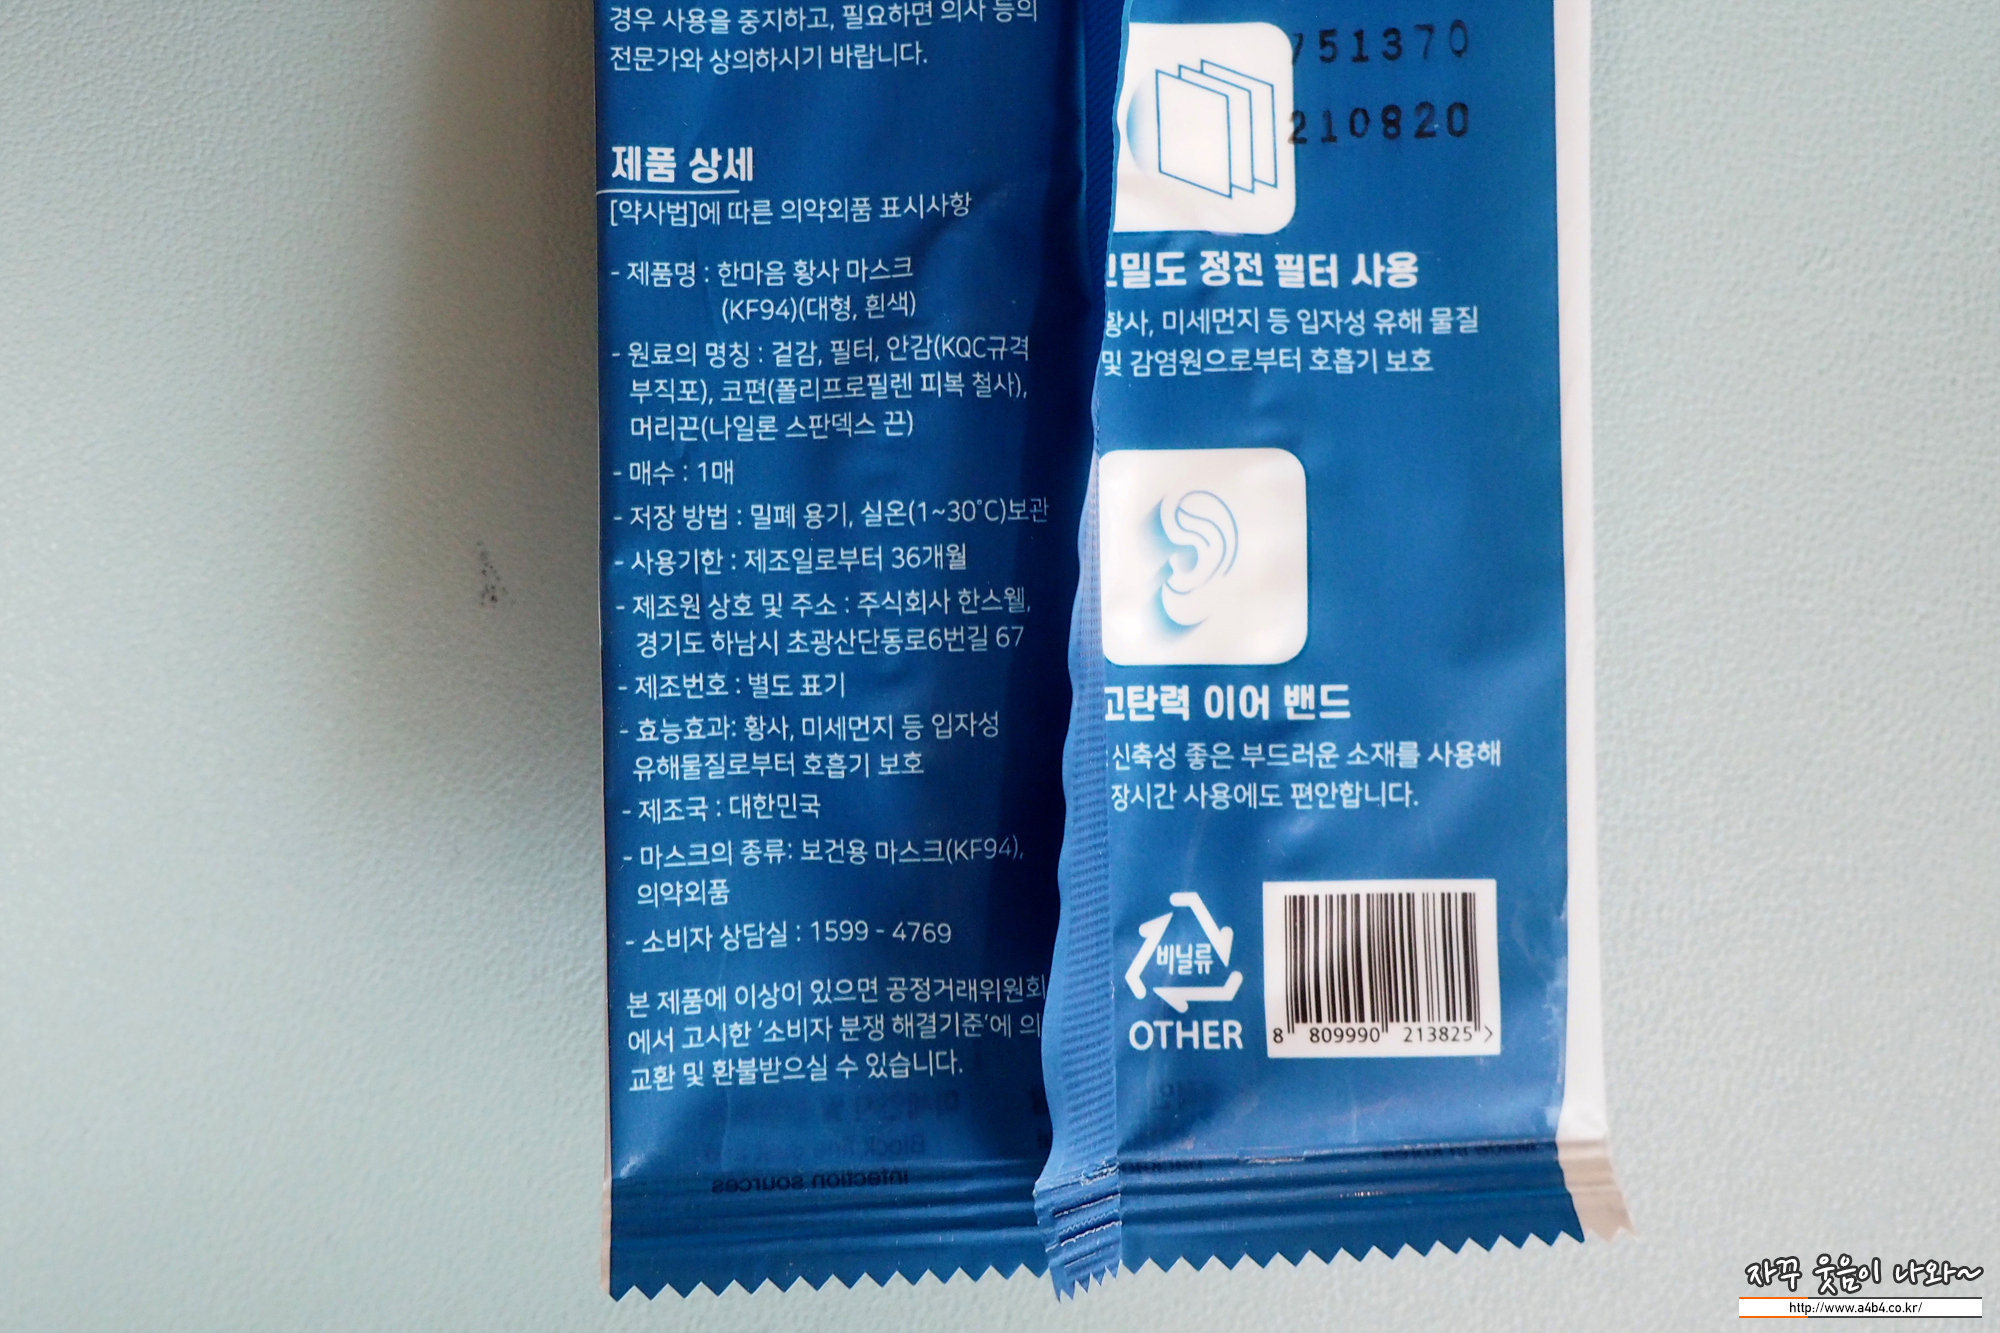 경우 사용을 중지하고, 필요하면 의사 등의
전문가와 상의하시기 바랍니다.
제품 상세
[약사법]에 따른 의약외품 표시사항
- 제품명 : 한마음 황사 마스크
(KF94)(대형, 흰색)
- 원료의 명칭 : 겉감, 필터, 안감(KQC규격
부직포), 코편(폴리프로필렌 피복 철사),
머리끈(나일론 스판덱스 끈)
- 매수 : 1매
- 저장 방법 : 밀폐 용기, 실온(1~30°C)보관
- 사용기한 : 제조일로부터 36개월
- 제조원 상호 및 주소 : 주식회사 한스웰,
경기도 하남시 초광산단동로6번길 67
- 제조번호 : 별도 표기
- 효능효과: 황사, 미세먼지 등 입자성
유해물질로부터 호흡기 보호
- 제조국 : 대한민국
- 마스크의 종류: 보건용 마스크(KF94),
의약외품
- 소비자 상담실 : 1599 - 4769
본 제품에 이상이 있으면 공정거래위원회
에서 고시한 '소비자 분쟁 해결기준'에 의
교환 및 환불받으실 수 있습니다.
infection sources
751370
210820
밀도 정전 필터 사용
황사, 미세먼지 등 입자성 유해 물질
및 감염원으로부터 호흡기 보호
고탄력 이어 밴드
신축성 좋은 부드러운 소재를 사용해
장시간 사용에도 편안합니다.
비닐류
OTHER
8 809990 213825 >
자꾸 웃음이 나와~
http://www.a4b4.co.kr/